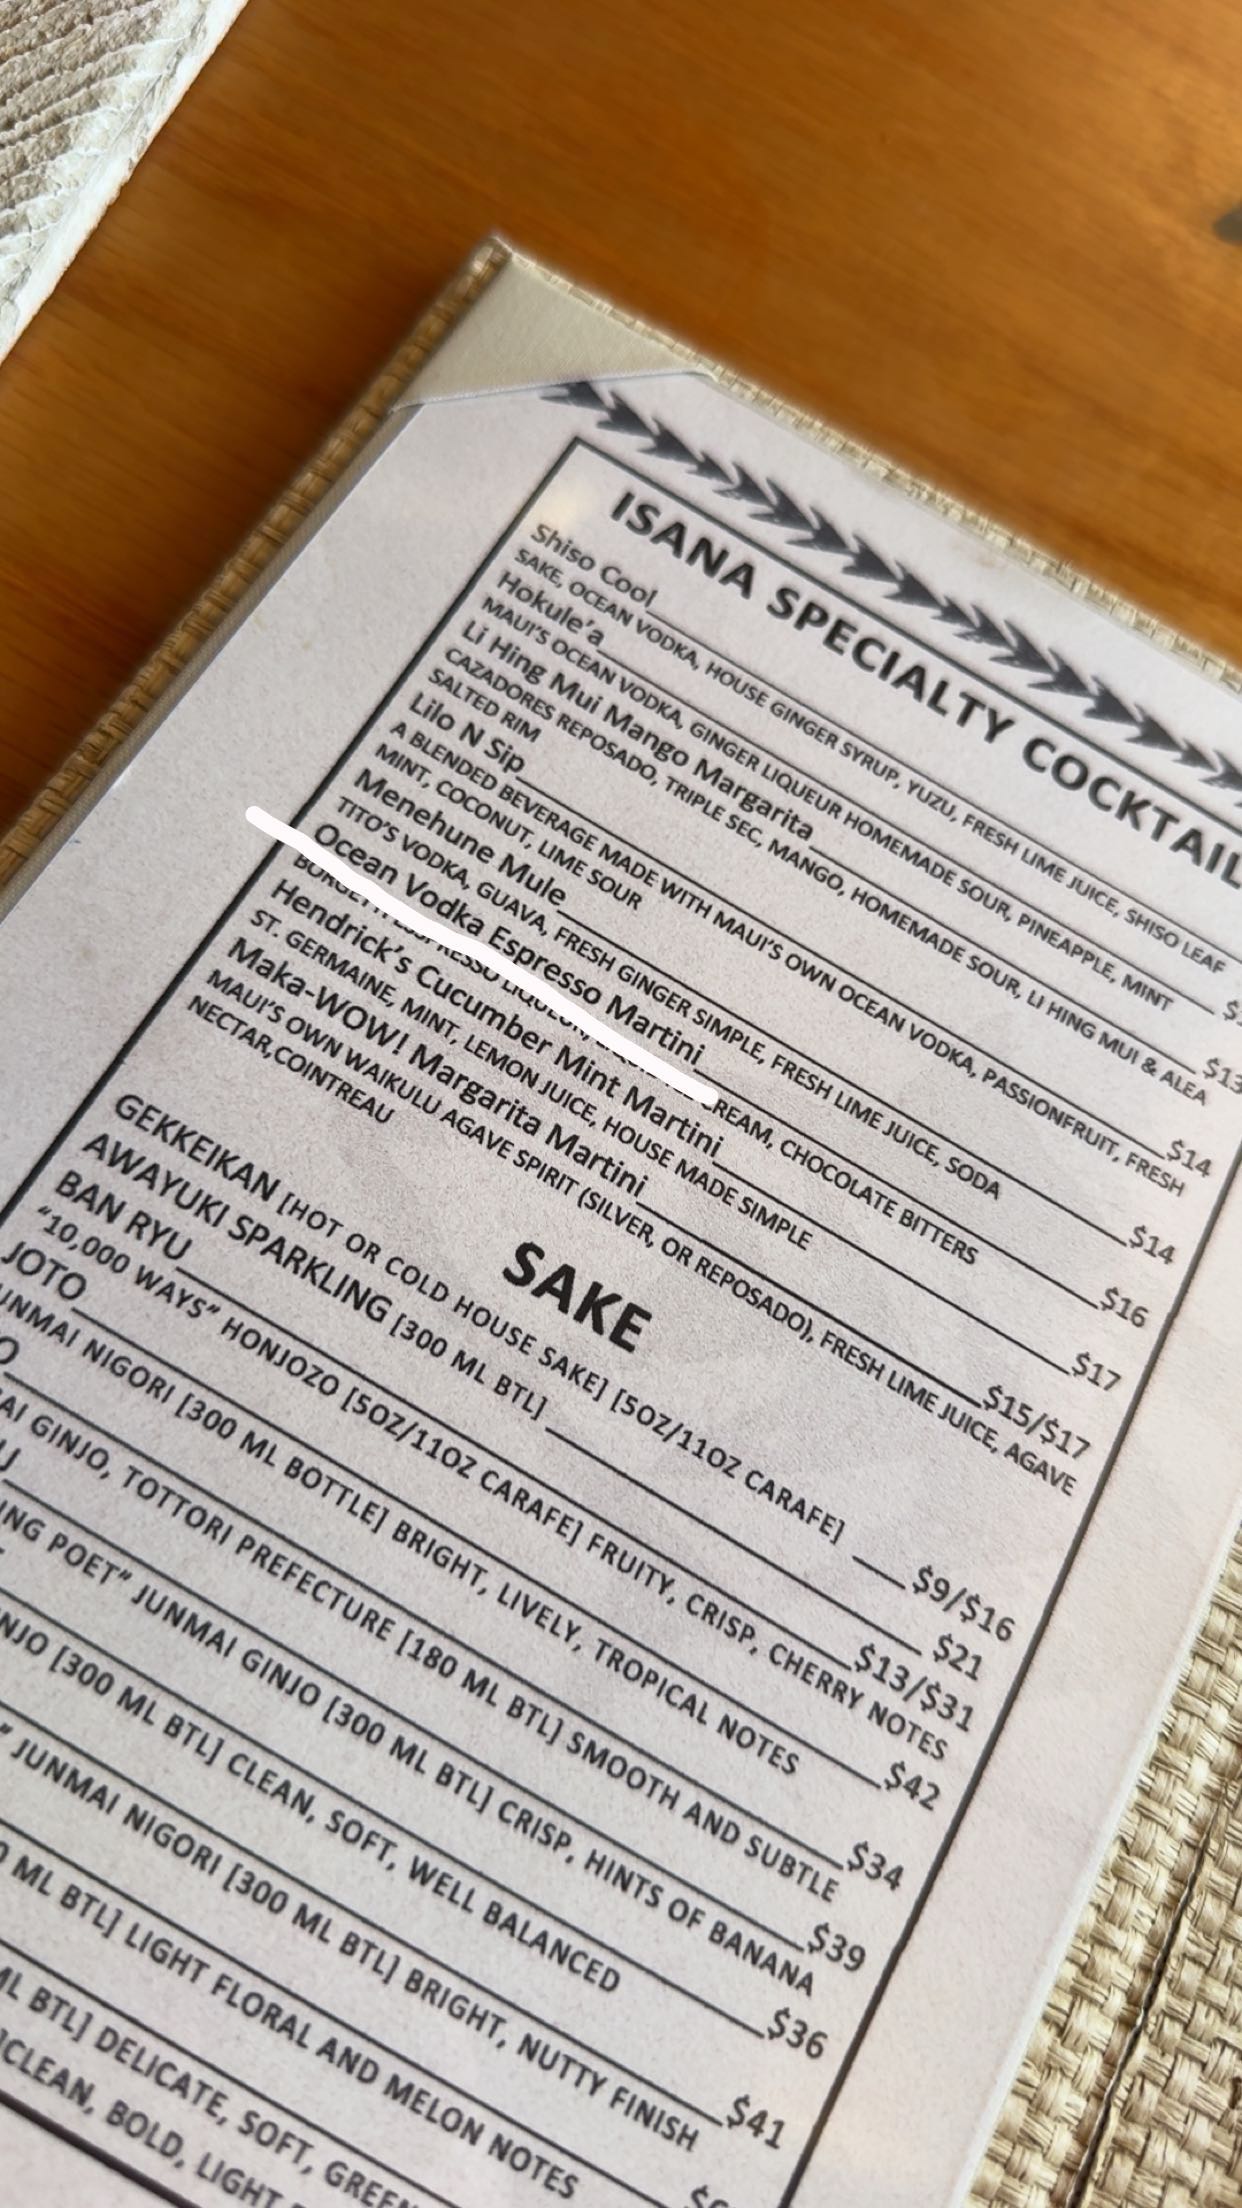 ISANA SPECIALTY COCKTAIL
Shiso Cool
SAKE, OCEAN VODKA, HOUSE GINGER SYRUP, YUZU, FRESH LIME JUICE, SHISO LEAF
Hokule'a
MAUI'S OCEAN VODKA, GINGER LIQUEUR HOMEMADE SOUR, PINEAPPLE, MINT
Li Hing Mui Mango Margarita $13
CAZADORES REPOSADO, TRIPLE SEC, MANGO, HOMEMADE SOUR, LI HING MUI & ALEA
SALTED RIM
Lilo N Sip $14
A BLENDED BEVERAGE MADE WITH MAUI'S OWN OCEAN VODKA, PASSIONFRUIT, FRESH
MINT, COCONUT, LIME SOUR
Menehune Mule $14
TITO'S VODKA, GUAVA, FRESH GINGER SIMPLE, FRESH LIME JUICE, SODA
Ocean Vodka Espresso Martini $16
LIQUEUR, CREAM, CHOCOLATE BITTERS
Hendrick's Cucumber Mint Martini $17
ST. GERMAINE, MINT, LEMON JUICE, HOUSE MADE SIMPLE
Maka-WOW! Margarita Martini $15/$17
MAUI'S OWN WAIKULU AGAVE SPIRIT (SILVER, OR REPOSADO), FRESH LIME JUICE, AGAVE
NECTAR,COINTREAU
SAKE
GEKKEIKAN [HOT OR COLD HOUSE SAKE] [5OZ/11OZ CARAFE] $9/$16
AWAYUKI SPARKLING [300 ML BTL] $21
BAN RYU $13/$31
"10,000 WAYS" HONJOZO [5OZ/11OZ CARAFE] FRUITY, CRISP, CHERRY NOTES
JOTO $42
JUNMAI NIGORI [300 ML BOTTLE] BRIGHT, LIVELY, TROPICAL NOTES
O $34
AI GINJO, TOTTORI PREFECTURE [180 ML BTL] SMOOTH AND SUBTLE
U $39
ING POET" JUNMAI GINJO [300 ML BTL] CRISP, HINTS OF BANANA
$36
NJO [300 ML BTL] CLEAN, SOFT, WELL BALANCED
$41
" JUNMAI NIGORI [300 ML BTL] BRIGHT, NUTTY FINISH
0 ML BTL] LIGHT FLORAL AND MELON NOTES
ML BTL] DELICATE, SOFT, GREEN
CLEAN, BOLD, LIGHT